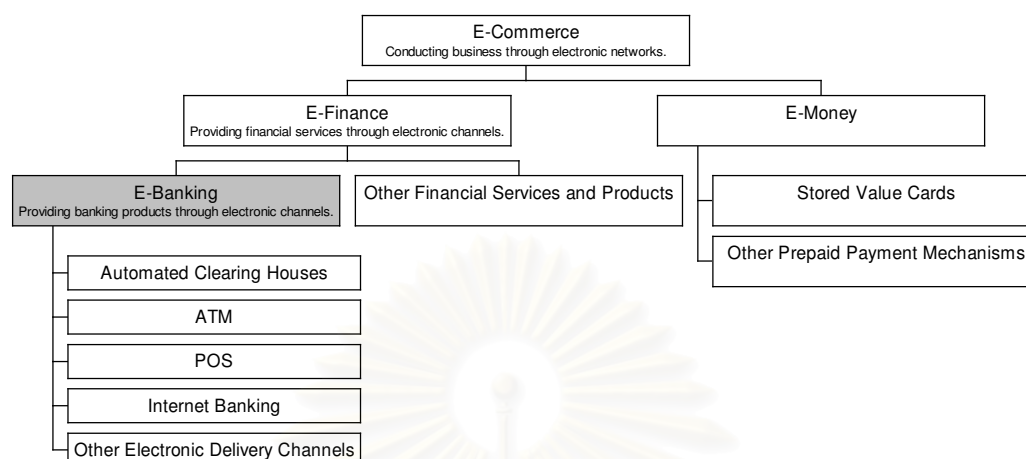 E-Commerce
Conducting business through electronic networks.
E-Finance
Providing financial services through electronic channels.
E-Money
E-Banking
Providing banking products through electronic channels.
Other Financial Services and Products
Stored Value Cards
Other Prepaid Payment Mechanisms
Automated Clearing Houses
ATM
POS
Internet Banking
Other Electronic Delivery Channels